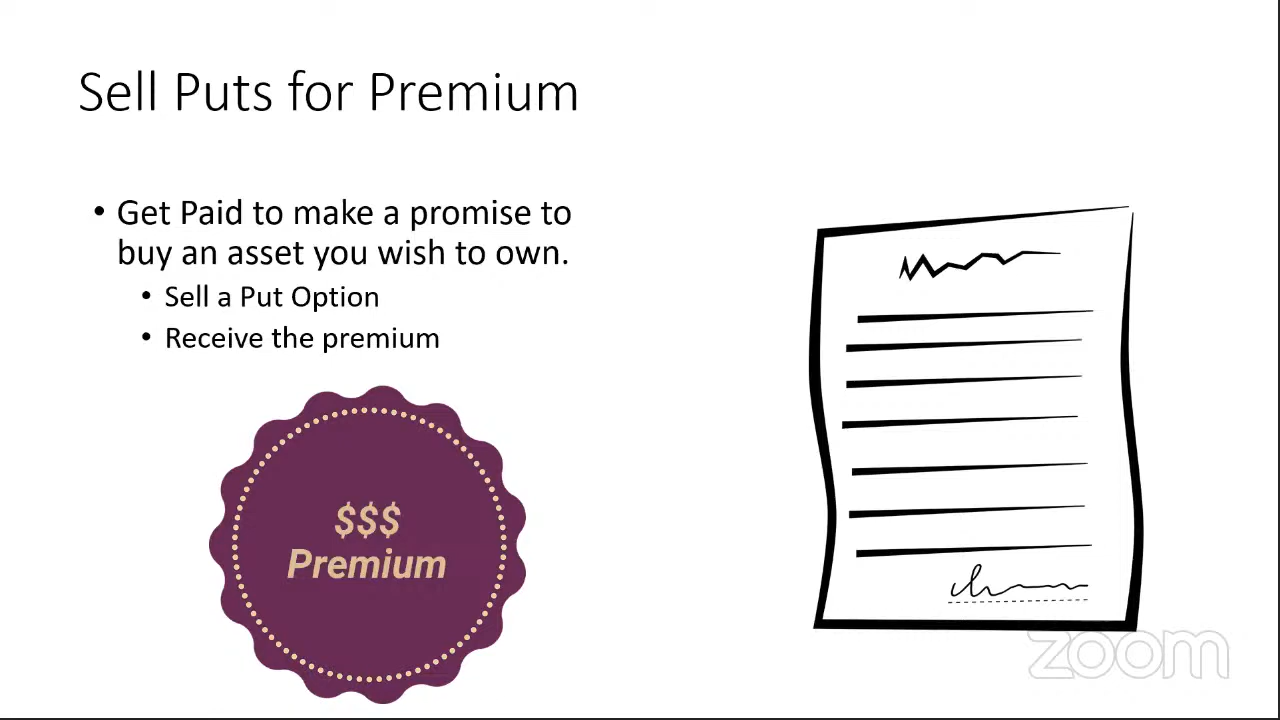 Sell Puts for Premium
• Get Paid to make a promise to
buy an asset you wish to own.
• Sell a Put Option
• Receive the premium
$$$
Premium
zoom